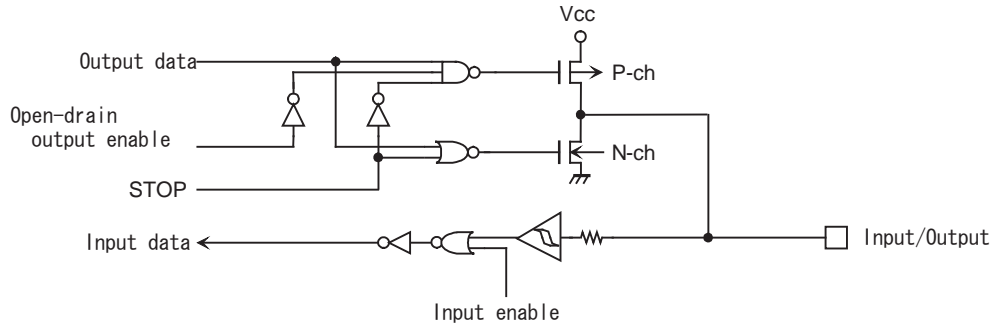 Vcc
Output data
P-ch
Open-drain
output enable
N-ch
STOP
Input data
Input/Output
Input enable